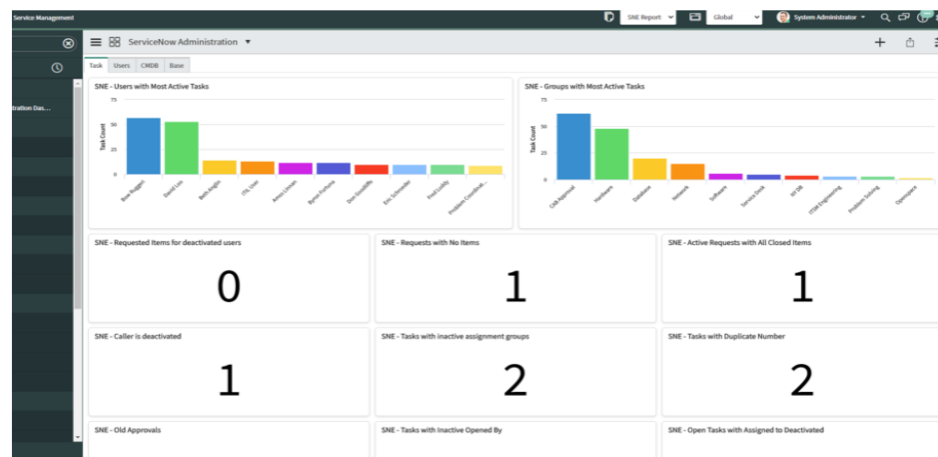 Service Management
SNE Report
Global
System Administrator
ServiceNow Administration
Task Users CMDB Base
tration Das...
SNE - Users with Most Active Tasks
75
50
25
0
Task Count
Bow Ruggeri
David Loo
Beth Anglin
ITIL User
Amos Linnan
Byron Fortuna
Don Goodliffe
Eric Schroeder
Fred Luddy
Problem Coordinat...
SNE - Groups with Most Active Tasks
75
50
25
0
Task Count
CAB Approval
Hardware
Database
Network
Software
Service Desk
NY DB
ITSM Engineering
Problem Solving
Openspace
SNE - Requested Items for deactivated users
0
SNE - Requests with No Items
1
SNE - Active Requests with All Closed Items
1
SNE - Caller is deactivated
1
SNE - Tasks with inactive assignment groups
2
SNE - Tasks with Duplicate Number
2
SNE - Old Approvals
SNE - Tasks with Inactive Opened By
SNE - Open Tasks with Assigned to Deactivated